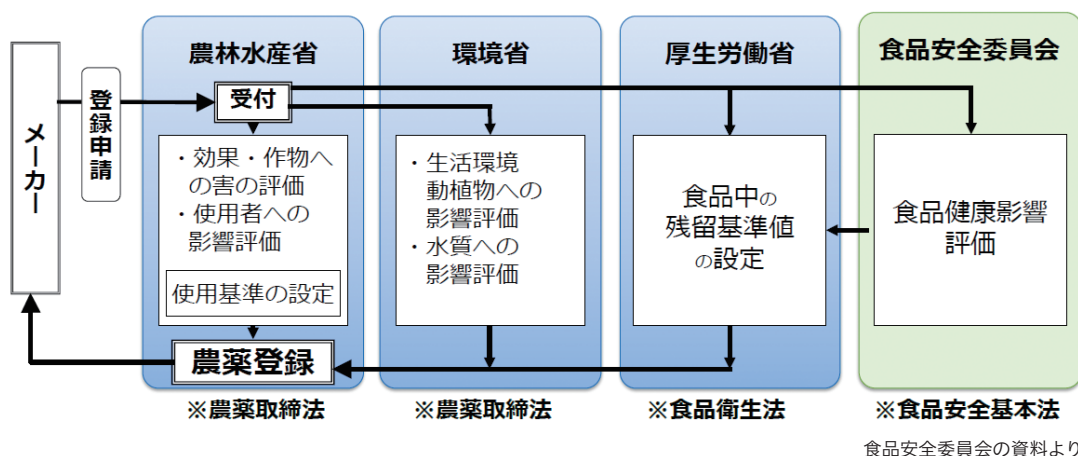 メーカー
登録申請
農林水産省
受付
・効果・作物へ
の害の評価
・使用者への
影響評価
使用基準の設定
農薬登録
※農薬取締法
環境省
・生活環境
動植物への
影響評価
・水質への
影響評価
※農薬取締法
厚生労働省
食品中の
残留基準値
の設定
※食品衛生法
食品安全委員会
食品健康影響
評価
※食品安全基本法
食品安全委員会の資料より